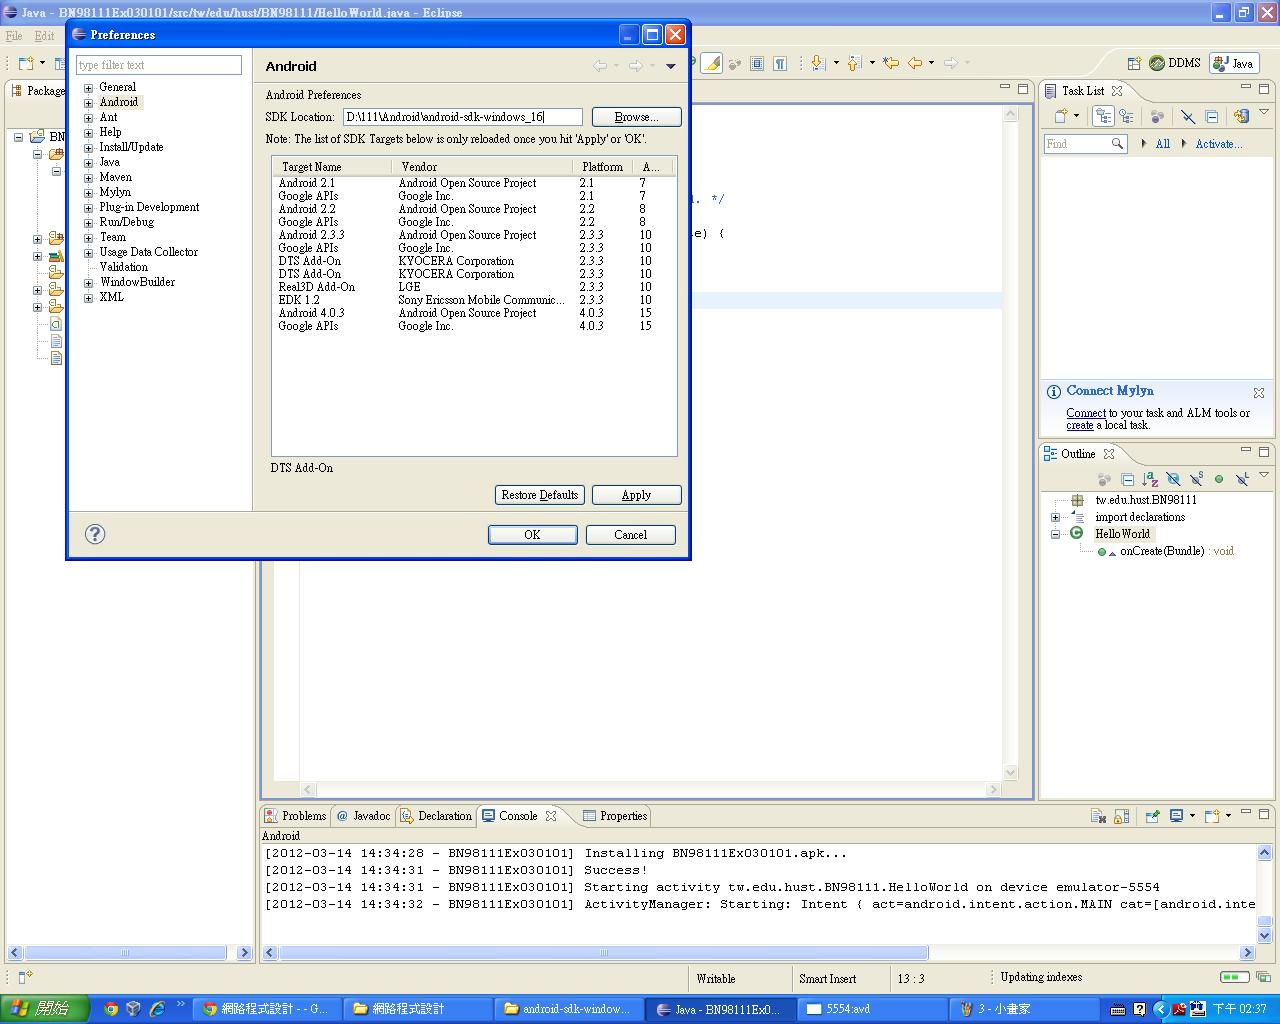 Java - BN98111Ex030101/src/tw/edu/hust/BN98111/HelloWorld.java - Eclipse
File Edit
Preferences
type filter text
General
Android
Ant
Help
Install/Update
Java
Maven
Mylyn
Plug-in Development
Run/Debug
Team
Usage Data Collector
Validation
WindowBuilder
XML
Android
Android Preferences
SDK Location: D:\111\Android\android-sdk-windows_16 Browse...
Note: The list of SDK Targets below is only reloaded once you hit 'Apply' or 'OK'.
Target Name Vendor Platform A...
Android 2.1 Android Open Source Project 2.1 7
Google APIs Google Inc. 2.1 7
Android 2.2 Android Open Source Project 2.2 8
Google APIs Google Inc. 2.2 8
Android 2.3.3 Android Open Source Project 2.3.3 10
Google APIs Google Inc. 2.3.3 10
DTS Add-On KYOCERA Corporation 2.3.3 10
DTS Add-On KYOCERA Corporation 2.3.3 10
Real3D Add-On LGE 2.3.3 10
EDK 1.2 Sony Ericsson Mobile Communic... 2.3.3 10
Android 4.0.3 Android Open Source Project 4.0.3 15
Google APIs Google Inc. 4.0.3 15
DTS Add-On
Restore Defaults Apply
OK Cancel
Package
BN
. */
) {
DDMS Java
Task List
Find All Activate...
Connect Mylyn
Connect to your task and ALM tools or
create a local task.
Outline
tw.edu.hust.BN98111
import declarations
HelloWorld
onCreate(Bundle) : void
Problems @ Javadoc Declaration Console Properties
Android
[2012-03-14 14:34:28 - BN98111Ex030101] Installing BN98111Ex030101.apk...
[2012-03-14 14:34:31 - BN98111Ex030101] Success!
[2012-03-14 14:34:31 - BN98111Ex030101] Starting activity tw.edu.hust.BN98111.HelloWorld on device emulator-5554
[2012-03-14 14:34:32 - BN98111Ex030101] ActivityManager: Starting: Intent { act=android.intent.action.MAIN cat=[android.inte
Writable Smart Insert 13 : 3 Updating indexes
開始 網路程式設計 - - G... 網路程式設計 android-sdk-window... Java - BN98111Ex0... 5554:avd 3 - 小畫家 下午 02:37